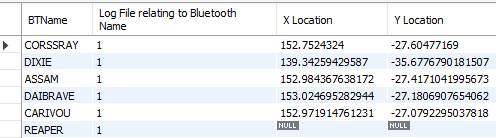 BTName Log File relating to Bluetooth Name X Location Y Location
CORSSRAY 1 152.7524324 -27.60477169
DIXIE 1 139.34259429587 -35.6776790181508
ASSAM 1 152.984367638172 -27.4171041995673
DAIBRAVE 1 153.024695282944 -27.1806907654062
CARIVOU 1 152.971914761231 -27.0792295037818
REAPER 1 NULL NULL